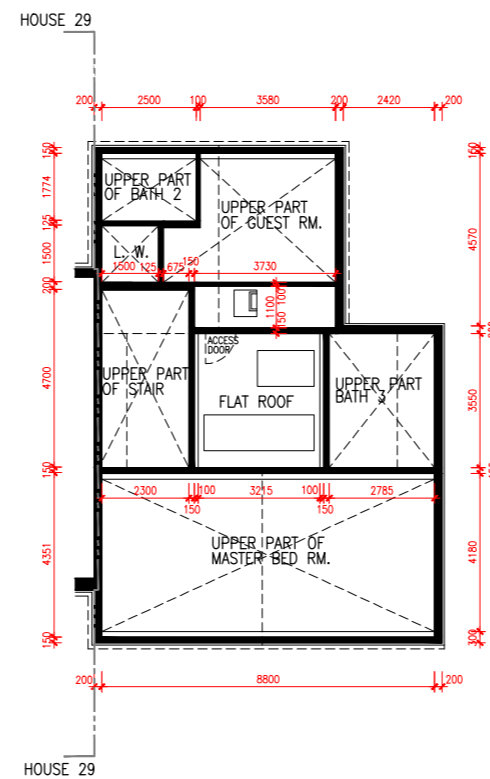 HOUSE 29
200 2500 100 3580 200 2420 200
150
1774
125
1500
200
4700
150
4351
150
UPPER PART
OF BATH 2
UPPER PART
OF GUEST RM.
L. W.
1500 125 675 150 3730
1100 100
150
ACCESS
DOOR
UPPER PART
OF STAIR
FLAT ROOF
UPPER PART
BATH 3
2300 100 3215 100 2785
150 150
UPPER PART OF
MASTER BED RM.
150
4570
3550
4180
200 8800 200
HOUSE 29